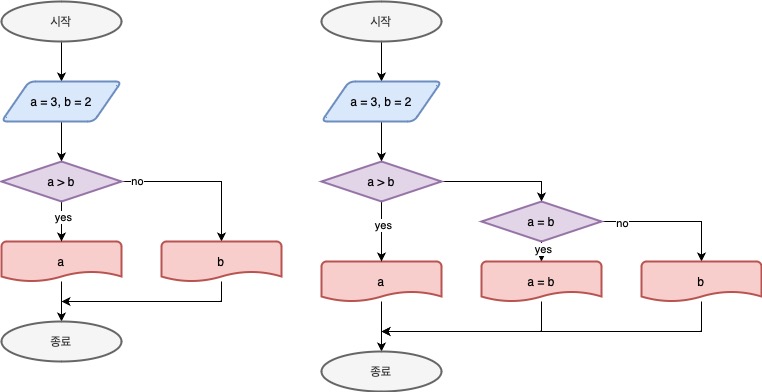 시작
a = 3, b = 2
a > b
no
yes
a
b
종료
시작
a = 3, b = 2
a > b
yes
a = b
no
yes
a
a = b
b
종료